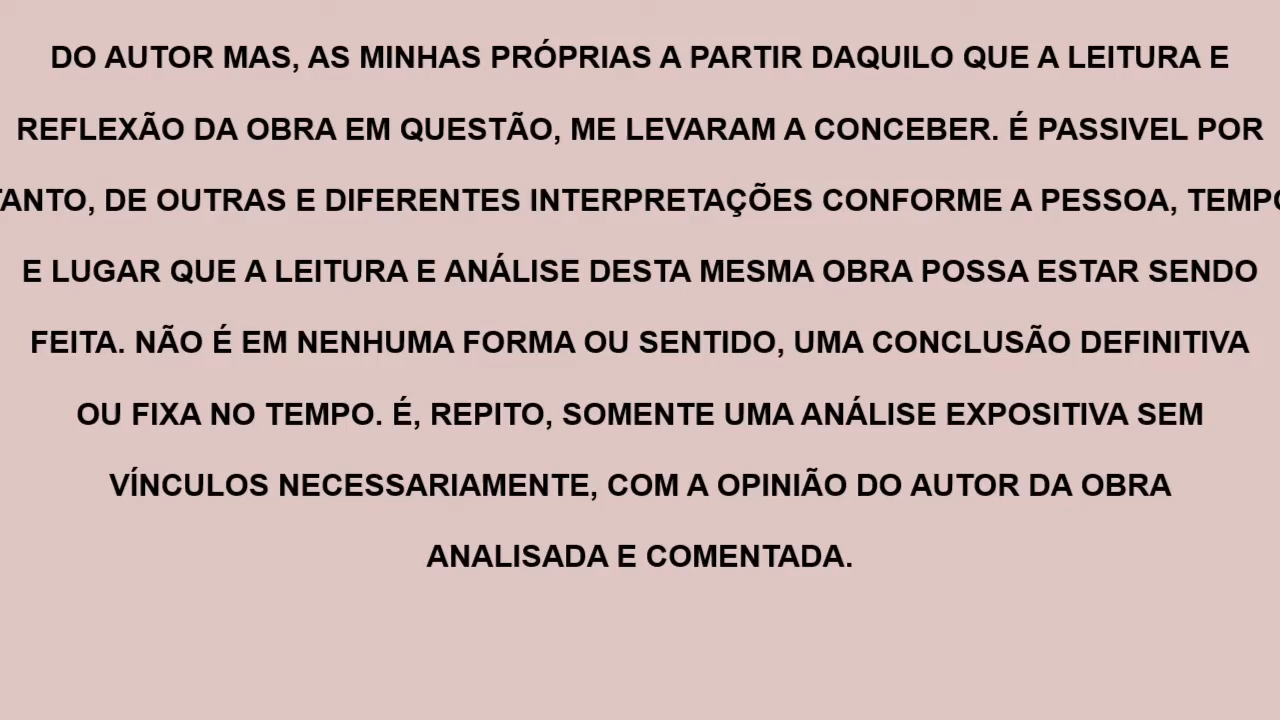 DO AUTOR MAS, AS MINHAS PRÓPRIAS A PARTIR DAQUILO QUE A LEITURA E
REFLEXÃO DA OBRA EM QUESTÃO, ME LEVARAM A CONCEBER. É PASSIVEL POR
TANTO, DE OUTRAS E DIFERENTES INTERPRETAÇÕES CONFORME A PESSOA, TEMPO
E LUGAR QUE A LEITURA E ANÁLISE DESTA MESMA OBRA POSSA ESTAR SENDO
FEITA. NÃO É EM NENHUMA FORMA OU SENTIDO, UMA CONCLUSÃO DEFINITIVA
OU FIXA NO TEMPO. É, REPITO, SOMENTE UMA ANÁLISE EXPOSITIVA SEM
VÍNCULOS NECESSARIAMENTE, COM A OPINIÃO DO AUTOR DA OBRA
ANALISADA E COMENTADA.